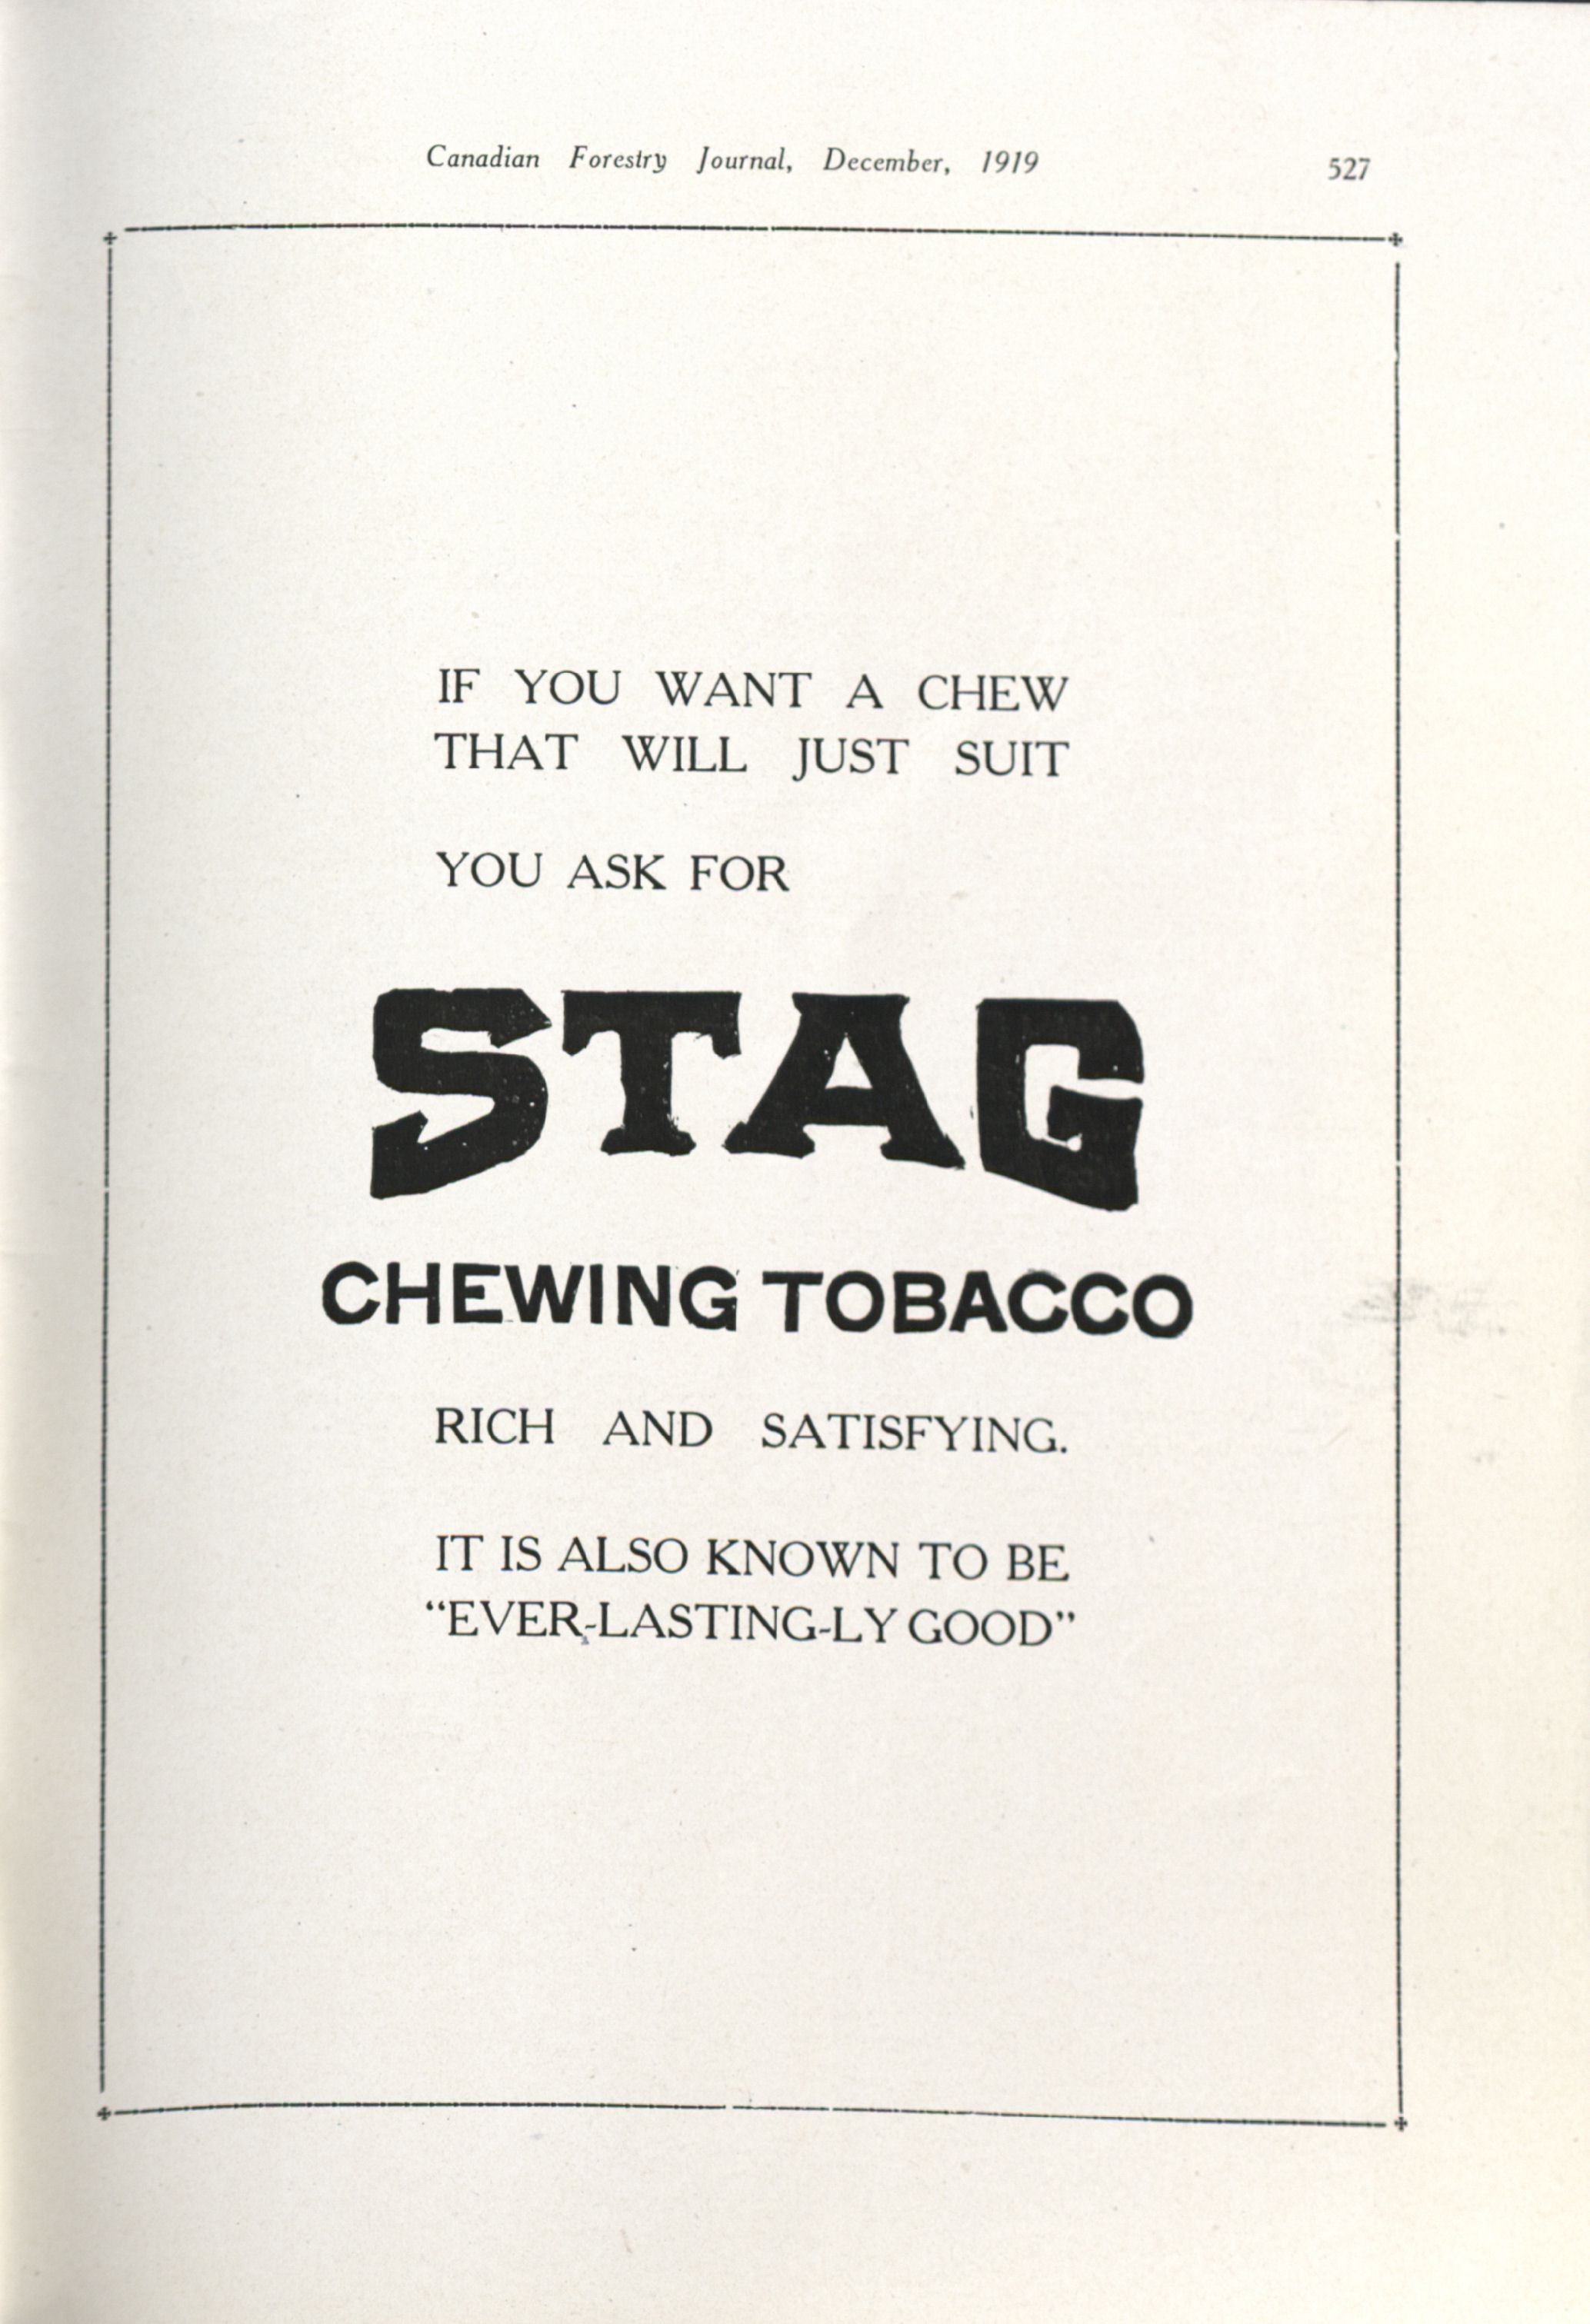 Canadian Forestry Journal, December, 1919
527
IF YOU WANT A CHEW
THAT WILL JUST SUIT
YOU ASK FOR
STAG
CHEWING TOBACCO
RICH AND SATISFYING.
IT IS ALSO KNOWN TO BE
“EVER-LASTING-LY GOOD”